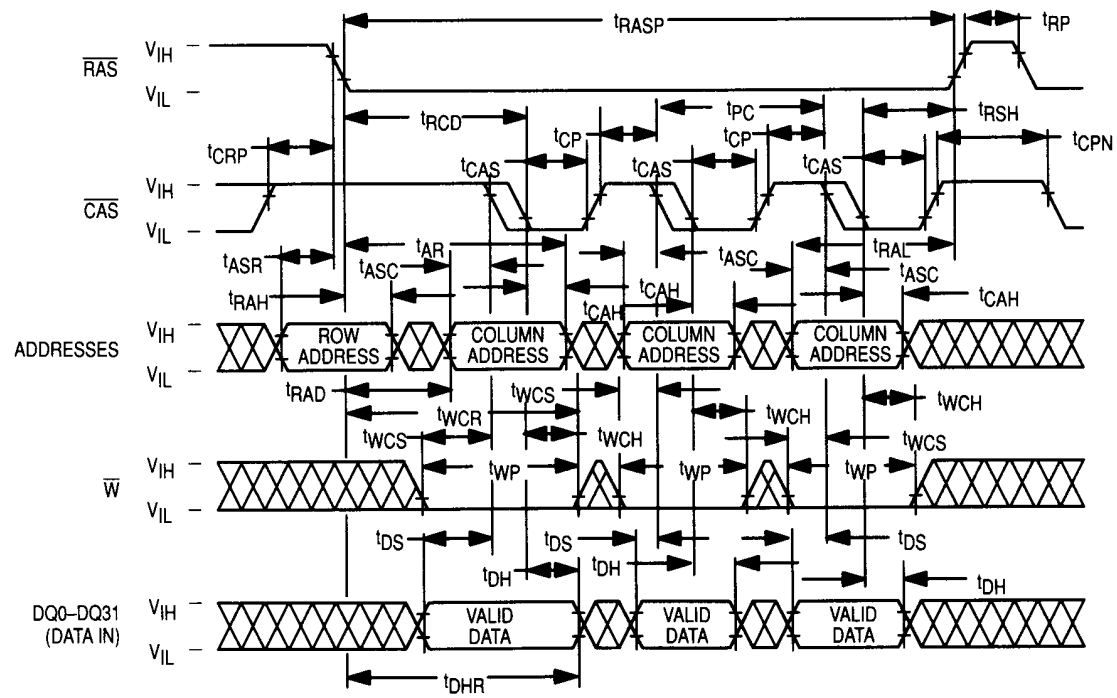 tRASP
tRP
RAS
VIH
VIL
tRCD
tCP
tPC
tCP
tRSH
tCRP
tCAS
tCAS
tCAS
tCPN
CAS
VIH
VIL
tASR
tAR
tASC
tASC
tRAL
tASC
tRAH
tCAH
tCAH
tCAH
ADDRESSES
VIH
VIL
ROW ADDRESS
COLUMN ADDRESS
COLUMN ADDRESS
COLUMN ADDRESS
tRAD
tWCS
tWCH
tWCR
tWCS
tWCH
tWCH
tWCS
W
VIH
VIL
tWP
tWP
tWP
tDS
tDS
tDS
tDH
tDH
tDH
DQ0–DQ31
(DATA IN)
VIH
VIL
VALID DATA
VALID DATA
VALID DATA
tDHR